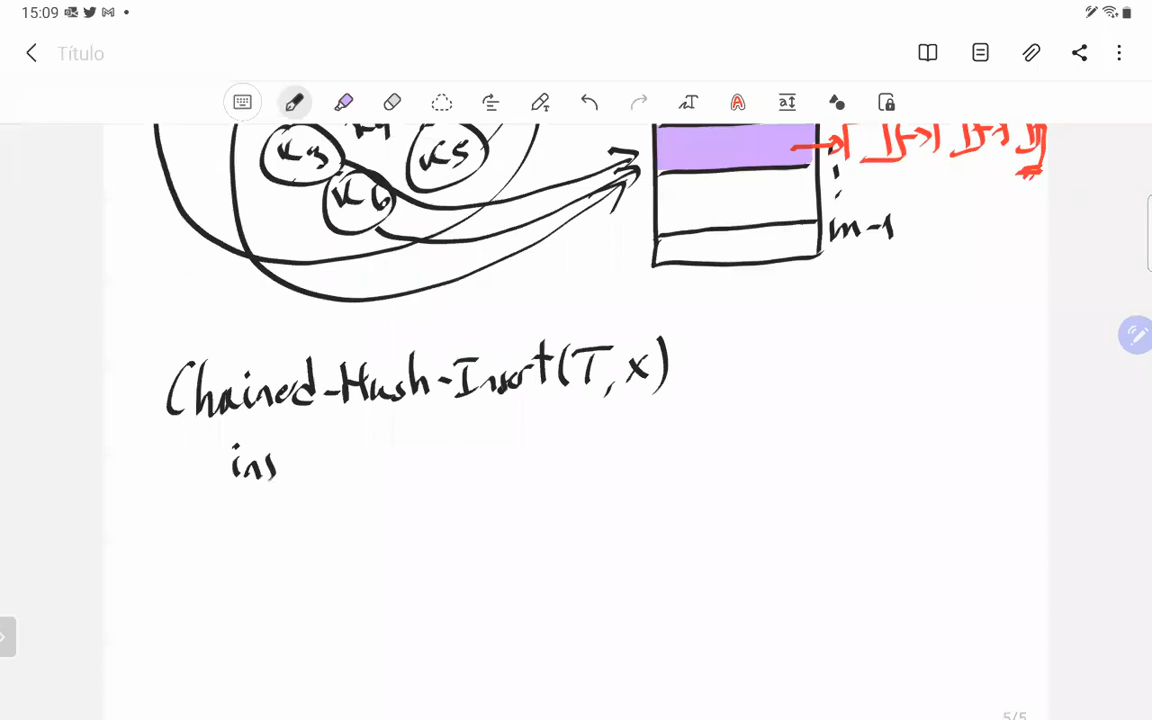 15:09
Título
K3
K5
K6
m-1
Chained-Hash-Insert(T, x)
ins
5/5